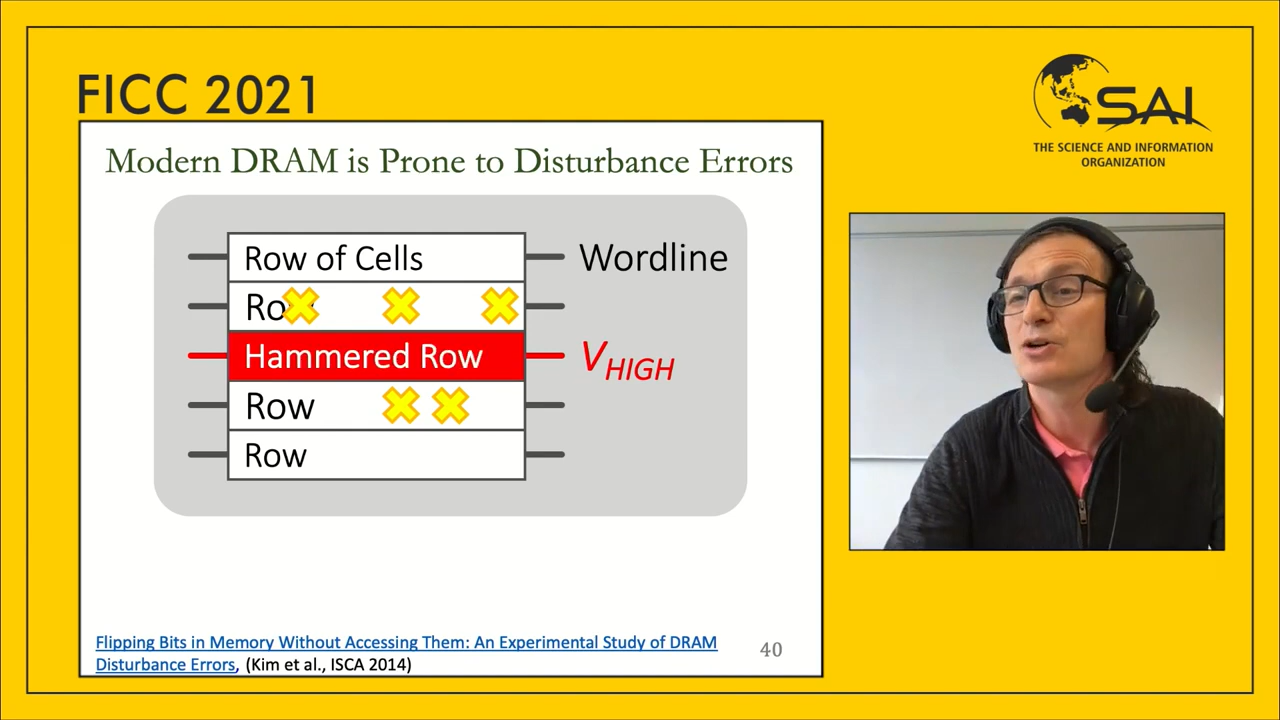 FICC 2021
SAI
THE SCIENCE AND INFORMATION
ORGANIZATION
Modern DRAM is Prone to Disturbance Errors
Row of Cells
Wordline
Ro
Hammered Row
VHIGH
Row
Row
Flipping Bits in Memory Without Accessing Them: An Experimental Study of DRAM
Disturbance Errors, (Kim et al., ISCA 2014)
40